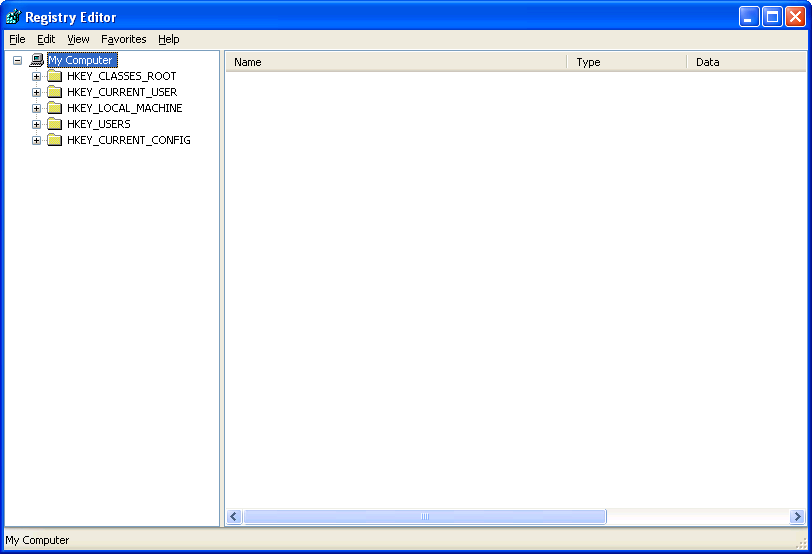 Registry Editor
File Edit View Favorites Help
My Computer
HKEY_CLASSES_ROOT
HKEY_CURRENT_USER
HKEY_LOCAL_MACHINE
HKEY_USERS
HKEY_CURRENT_CONFIG
Name Type Data
My Computer